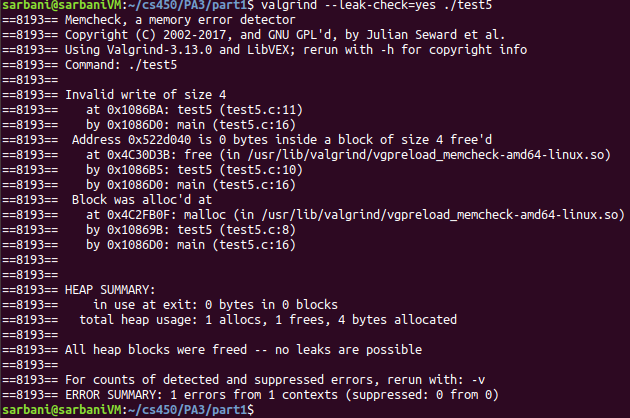 sarbani@sarbaniVM:~/cs450/PA3/part1$ valgrind --leak-check=yes ./test5
==8193== Memcheck, a memory error detector
==8193== Copyright (C) 2002-2017, and GNU GPL'd, by Julian Seward et al.
==8193== Using Valgrind-3.13.0 and LibVEX; rerun with -h for copyright info
==8193== Command: ./test5
==8193==
==8193== Invalid write of size 4
==8193==    at 0x1086BA: test5 (test5.c:11)
==8193==    by 0x1086D0: main (test5.c:16)
==8193==  Address 0x522d040 is 0 bytes inside a block of size 4 free'd
==8193==    at 0x4C30D3B: free (in /usr/lib/valgrind/vgpreload_memcheck-amd64-linux.so)
==8193==    by 0x1086B5: test5 (test5.c:10)
==8193==    by 0x1086D0: main (test5.c:16)
==8193==  Block was alloc'd at
==8193==    at 0x4C2FB0F: malloc (in /usr/lib/valgrind/vgpreload_memcheck-amd64-linux.so)
==8193==    by 0x10869B: test5 (test5.c:8)
==8193==    by 0x1086D0: main (test5.c:16)
==8193==
==8193==
==8193== HEAP SUMMARY:
==8193==     in use at exit: 0 bytes in 0 blocks
==8193==   total heap usage: 1 allocs, 1 frees, 4 bytes allocated
==8193==
==8193== All heap blocks were freed -- no leaks are possible
==8193==
==8193== For counts of detected and suppressed errors, rerun with: -v
==8193== ERROR SUMMARY: 1 errors from 1 contexts (suppressed: 0 from 0)
sarbani@sarbaniVM:~/cs450/PA3/part1$